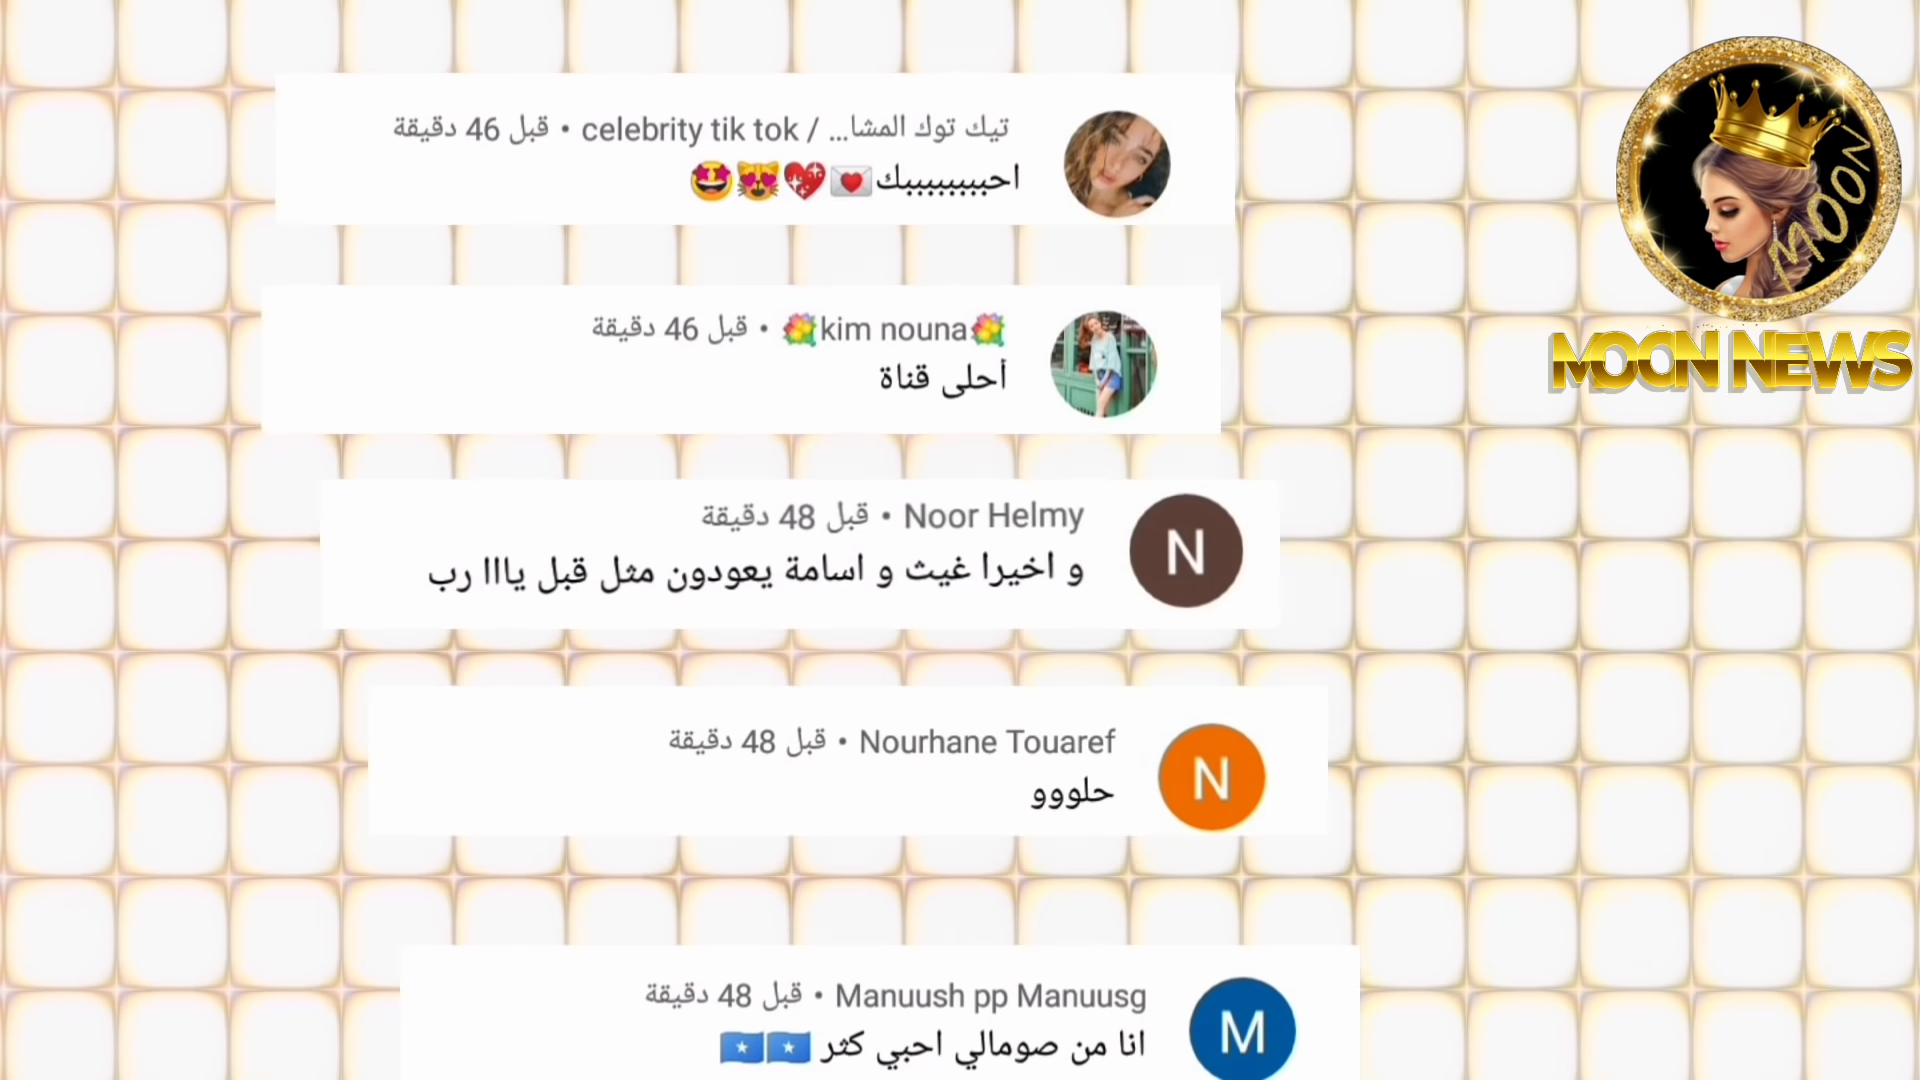 تيك توك المشا... / celebrity tik tok • قبل 46 دقيقة
احبببببببك💌💖😻🤩
💐kim nouna💐 • قبل 46 دقيقة
أحلى قناة
Noor Helmy • قبل 48 دقيقة
و اخيرا غيث و اسامة يعودون مثل قبل يااا رب
Nourhane Touaref • قبل 48 دقيقة
حلووو
Manuush pp Manuusg • قبل 48 دقيقة
انا من صومالي احبي كثر 🇸🇴🇸🇴
N
N
M
MOON
MOON NEWS